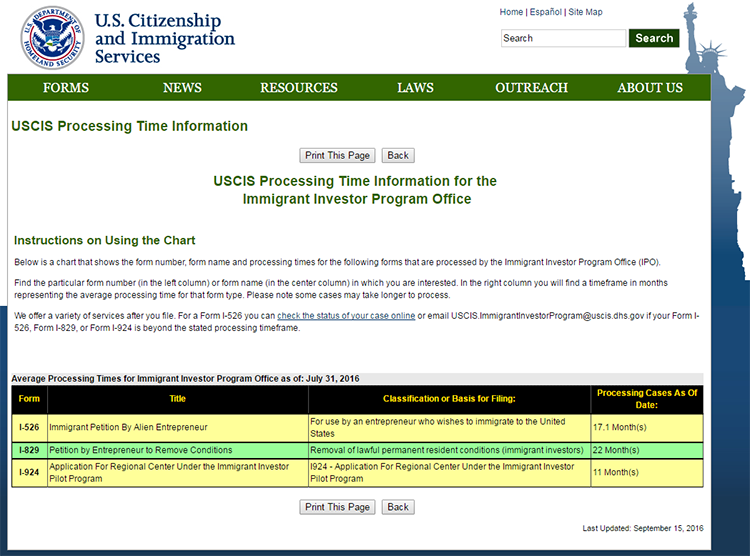 U.S. DEPARTMENT OF HOMELAND SECURITY
U.S. Citizenship
and Immigration
Services
Home | Español | Site Map
Search Search
FORMS NEWS RESOURCES LAWS OUTREACH ABOUT US
USCIS Processing Time Information
Print This Page Back
USCIS Processing Time Information for the
Immigrant Investor Program Office
Instructions on Using the Chart
Below is a chart that shows the form number, form name and processing times for the following forms that are processed by the Immigrant Investor Program Office (IPO).
Find the particular form number (in the left column) or form name (in the center column) in which you are interested. In the right column you will find a timeframe in months
representing the average processing time for that form type. Please note some cases may take longer to process.
We offer a variety of services after you file. For a Form I-526 you can check the status of your case online or email USCIS.ImmigrantInvestorProgram@uscis.dhs.gov if your Form I-
526, Form I-829, or Form I-924 is beyond the stated processing timeframe.
Average Processing Times for Immigrant Investor Program Office as of: July 31, 2016
Form Title Classification or Basis for Filing: Processing Cases As Of
Date:
I-526 Immigrant Petition By Alien Entrepreneur For use by an entrepreneur who wishes to immigrate to the United
States 17.1 Month(s)
I-829 Petition by Entrepreneur to Remove Conditions Removal of lawful permanent resident conditions (immigrant investors) 22 Month(s)
I-924 Application For Regional Center Under the Immigrant Investor
Pilot Program I924 - Application For Regional Center Under the Immigrant Investor
Pilot Program 11 Month(s)
Print This Page Back
Last Updated: September 15, 2016